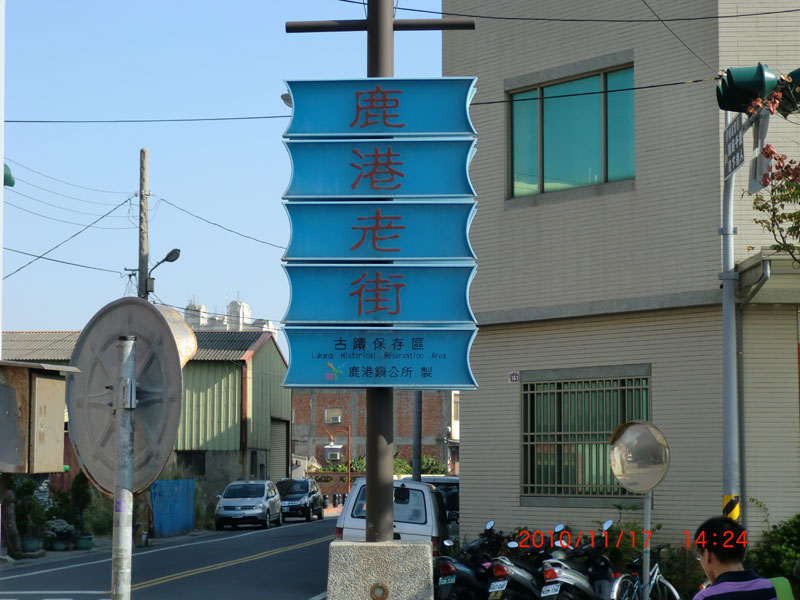 鹿
港
老
街
古蹟保存區
Lukang Historical Reservation Area
鹿港鎮公所 製
2010/11/17 14:24